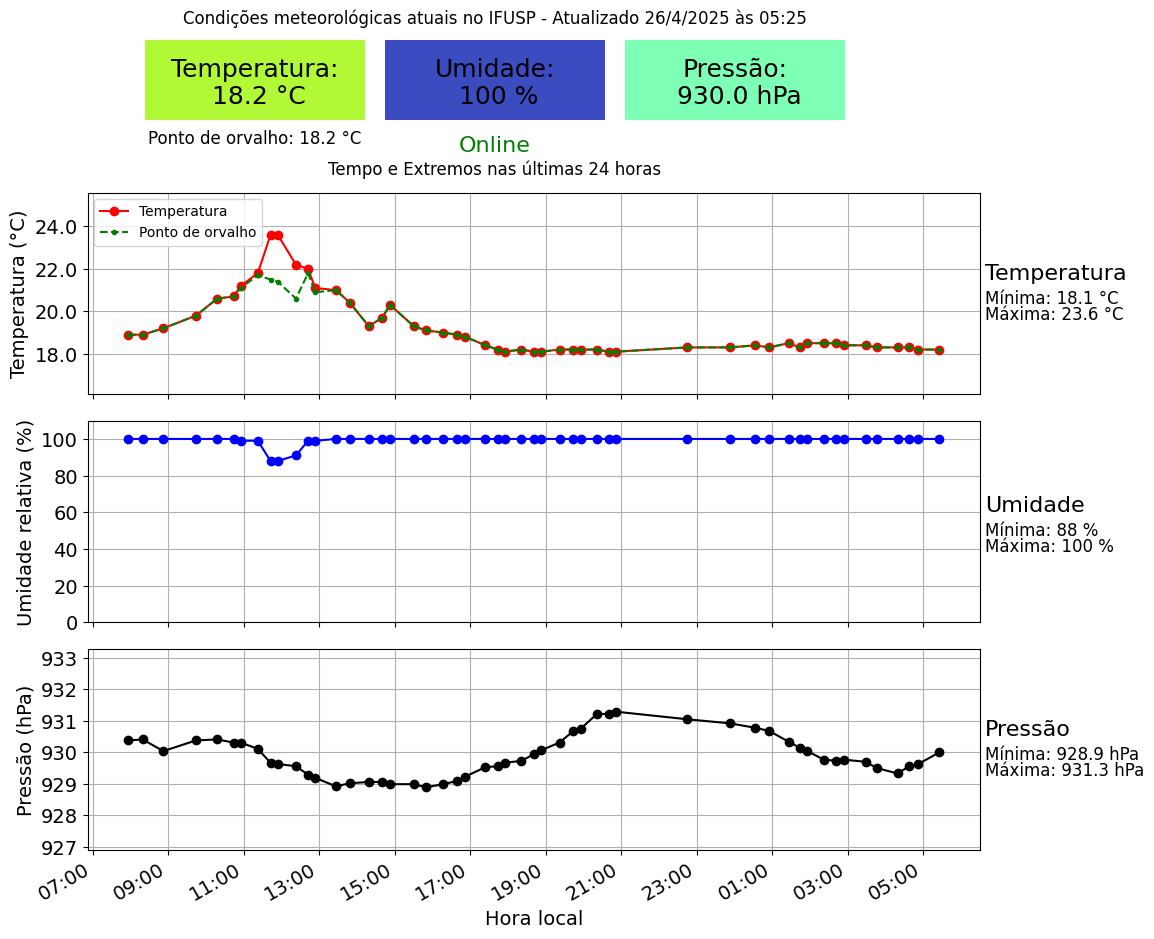 Condições meteorológicas atuais no IFUSP - Atualizado 26/4/2025 às 05:25
Temperatura:
18.2 °C
Umidade:
100 %
Pressão:
930.0 hPa
Ponto de orvalho: 18.2 °C
Online
Tempo e Extremos nas últimas 24 horas
Temperatura (°C)
24.0
22.0
20.0
18.0
Temperatura
Ponto de orvalho
Temperatura
Mínima: 18.1 °C
Máxima: 23.6 °C
Umidade relativa (%)
100
80
60
40
20
0
Umidade
Mínima: 88 %
Máxima: 100 %
Pressão (hPa)
933
932
931
930
929
928
927
Pressão
Mínima: 928.9 hPa
Máxima: 931.3 hPa
07:00
09:00
11:00
13:00
15:00
17:00
19:00
21:00
23:00
01:00
03:00
05:00
Hora local